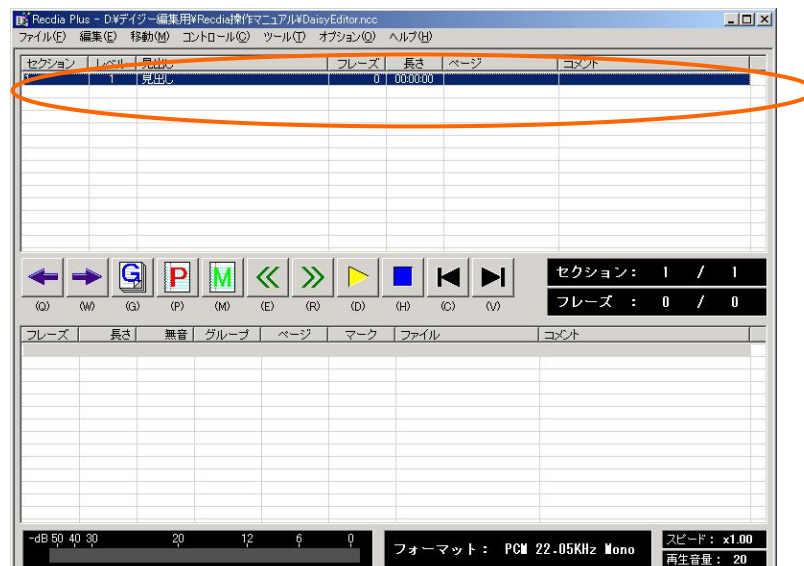 Recdia Plus - D:¥デイジー編集用¥Recdia操作マニュアル¥DaisyEditor.ncc
ファイル(F) 編集(E) 移動(M) コントロール(C) ツール(T) オプション(O) ヘルプ(H)
セクション レベル 見出し フレーズ 長さ ページ コメント
1 1 見出し 0 00:00:00
G P M
セクション： 1 / 1
(Q) (W) (G) (P) (M) (E) (R) (D) (H) (C) (V)
フレーズ ： 0 / 0
フレーズ 長さ 無音 グループ ページ マーク ファイル コメント
-dB 50 40 30 20 12 6 0
フォーマット： PCM 22.05KHz Mono
スピード： x1.00
再生音量： 20